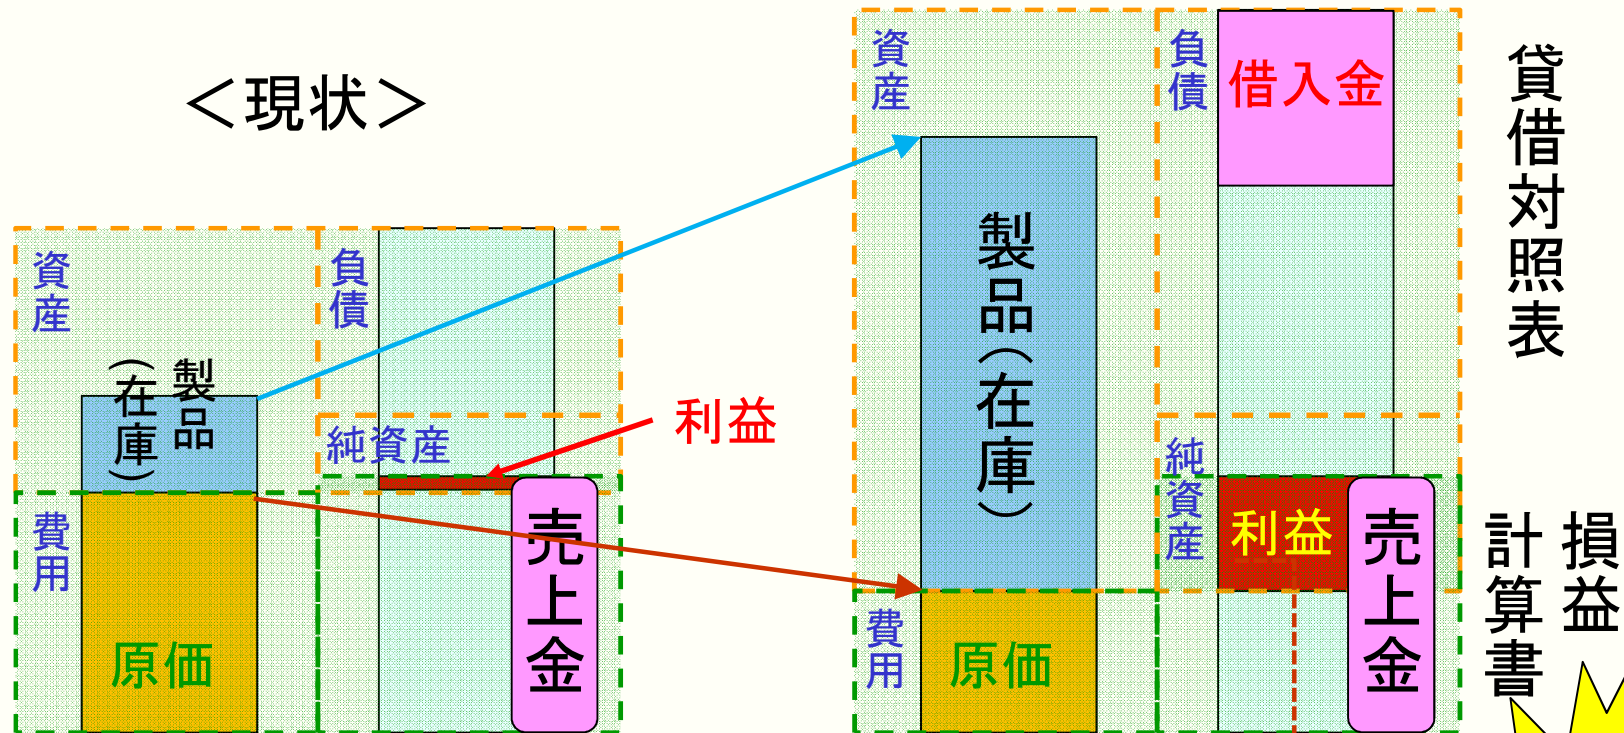 ＜現状＞
資産
負債
製品
（在庫）
純資産
利益
費用
原価
売上金
資産
負債
借入金
製品（在庫）
純資産
利益
売上金
費用
原価
貸借対照表
損益
計算書